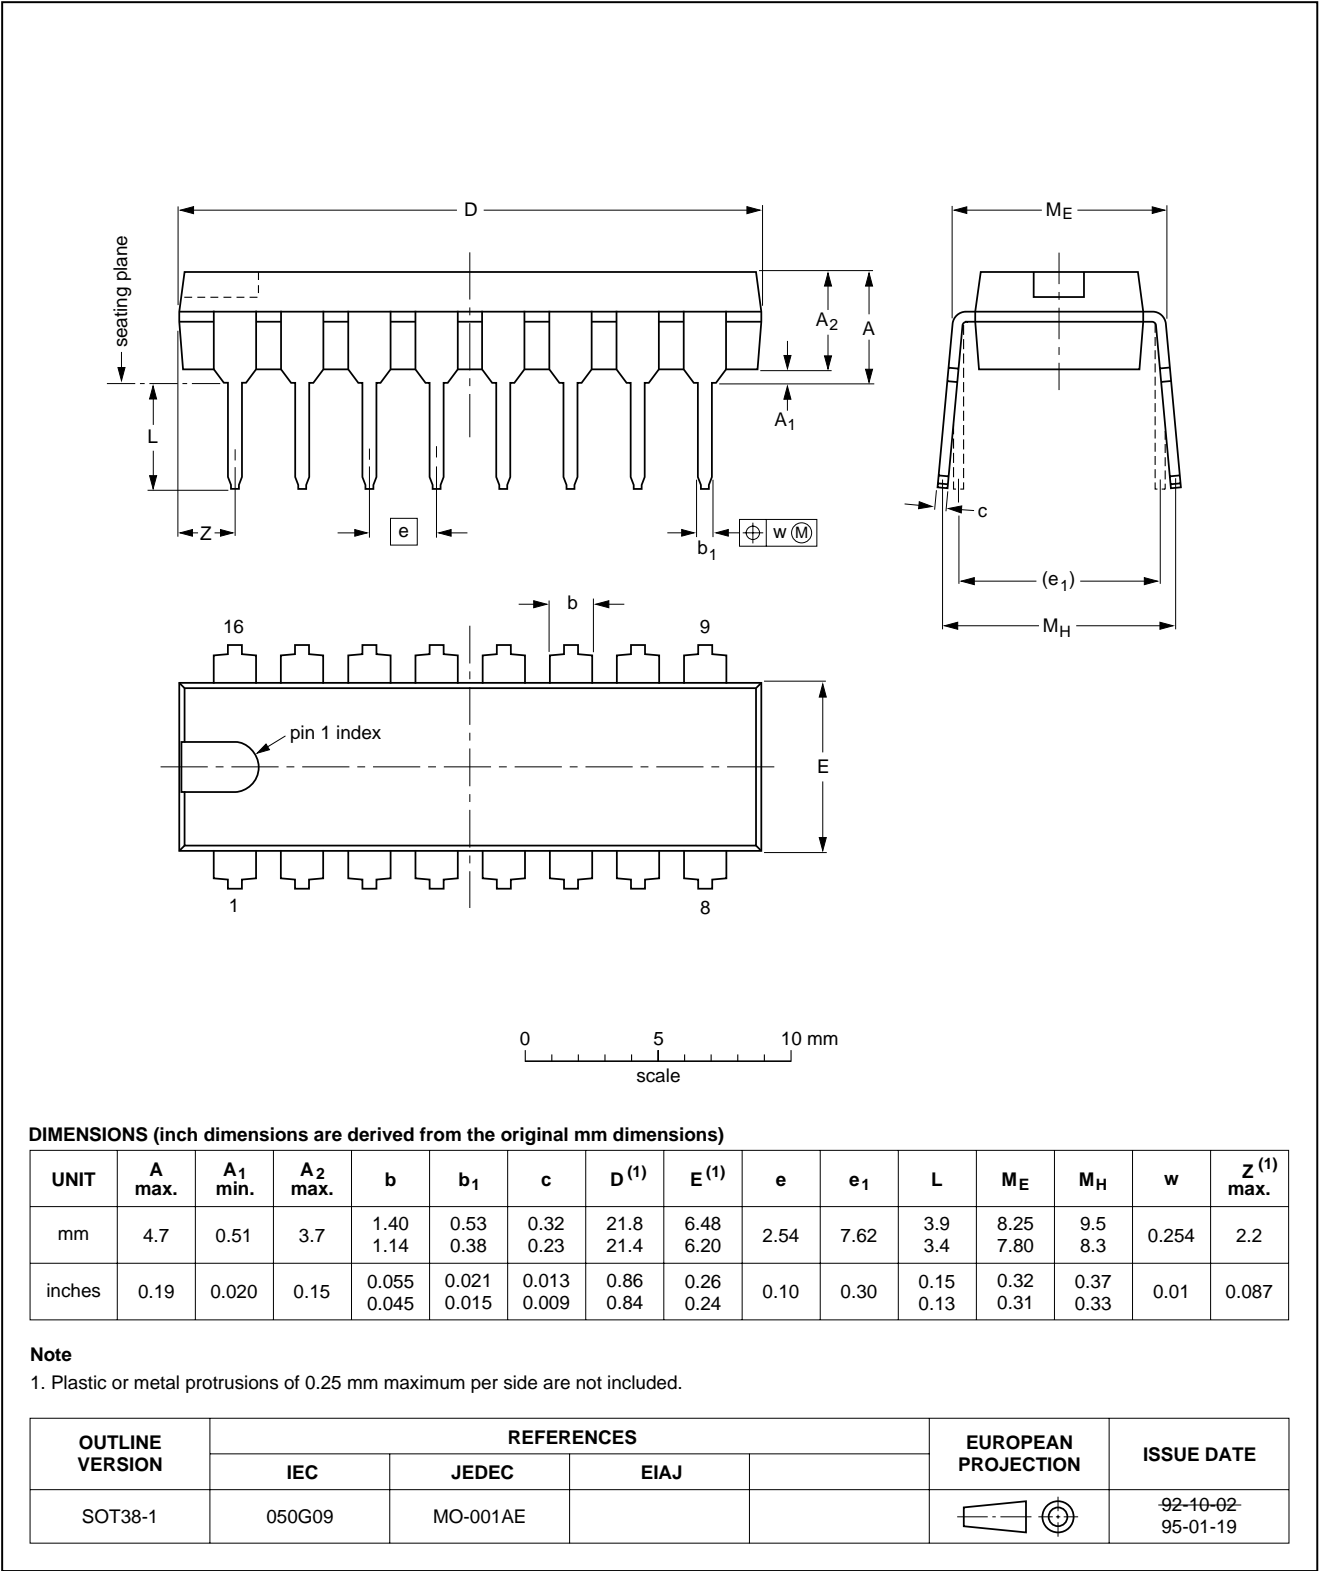 D
ME
seating plane
A2
A
A1
L
Z
e
b1
w M
c
(e1)
MH
b
16
9
pin 1 index
E
1
8
0 5 10 mm
scale
DIMENSIONS (inch dimensions are derived from the original mm dimensions)
UNIT A max. A1 min. A2 max. b b1 c D(1) E(1) e e1 L ME MH w Z(1) max.
mm 4.7 0.51 3.7 1.40 1.14 0.53 0.38 0.32 0.23 21.8 21.4 6.48 6.20 2.54 7.62 3.9 3.4 8.25 7.80 9.5 8.3 0.254 2.2
inches 0.19 0.020 0.15 0.055 0.045 0.021 0.015 0.013 0.009 0.86 0.84 0.26 0.24 0.10 0.30 0.15 0.13 0.32 0.31 0.37 0.33 0.01 0.087
Note
1. Plastic or metal protrusions of 0.25 mm maximum per side are not included.
OUTLINE VERSION REFERENCES EUROPEAN PROJECTION ISSUE DATE
IEC JEDEC EIAJ
SOT38-1 050G09 MO-001AE 92-10-02
95-01-19